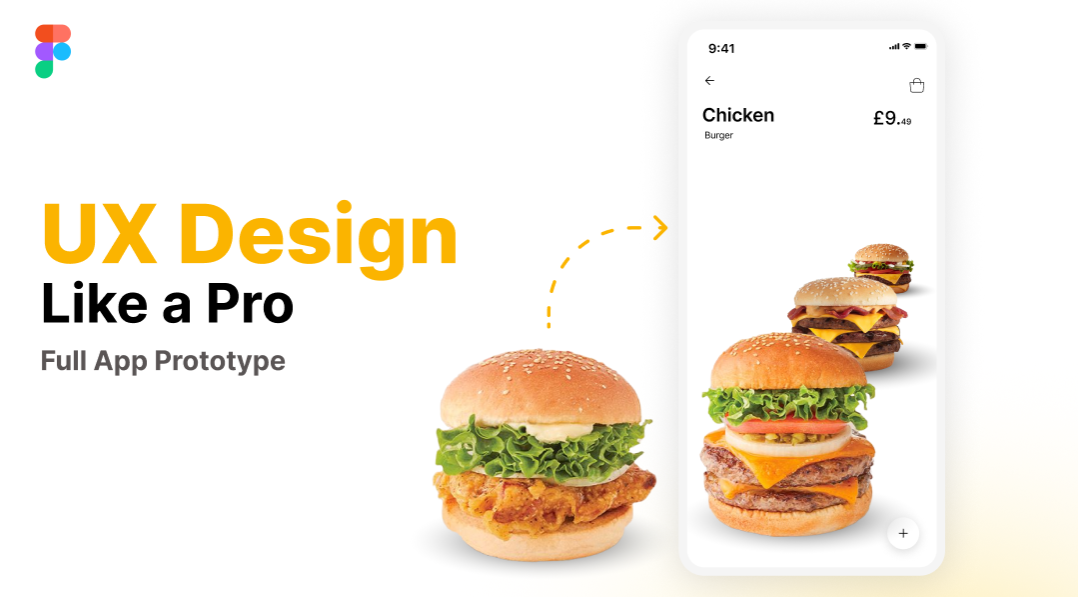 UX Design
Like a Pro
Full App Prototype
9:41
Chicken
£9.49
Burger